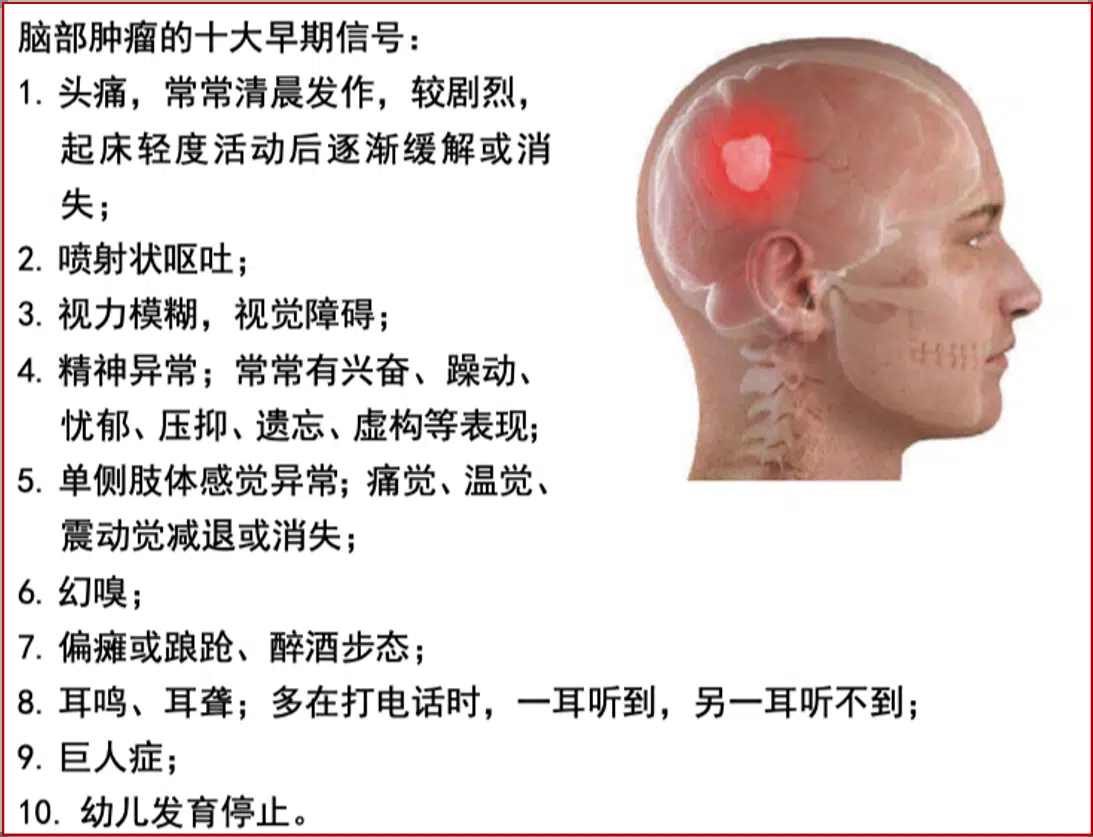 脑部肿瘤的十大早期信号：
1. 头痛，常常清晨发作，较剧烈，
起床轻度活动后逐渐缓解或消
失；
2. 喷射状呕吐；
3. 视力模糊，视觉障碍；
4. 精神异常；常常有兴奋、躁动、
忧郁、压抑、遗忘、虚构等表现；
5. 单侧肢体感觉异常；痛觉、温觉、
震动觉减退或消失；
6. 幻嗅；
7. 偏瘫或踉跄、醉酒步态；
8. 耳鸣、耳聋；多在打电话时，一耳听到，另一耳听不到；
9. 巨人症；
10. 幼儿发育停止。